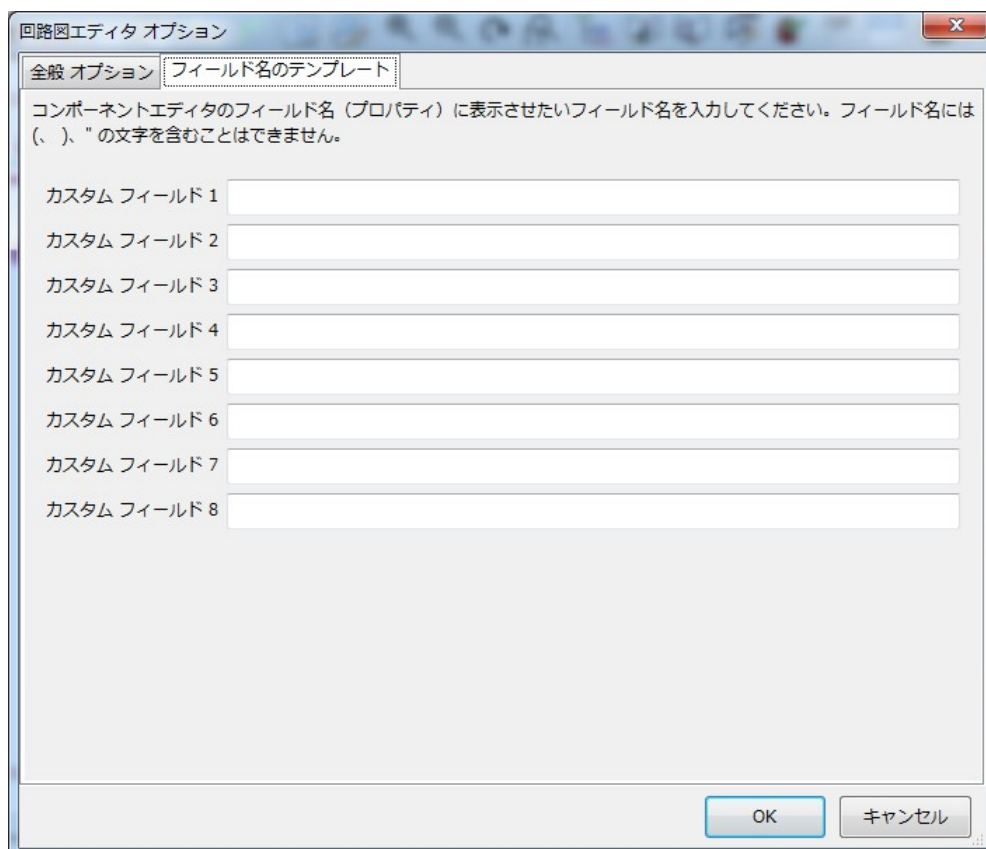 回路図エディタ オプション
全般 オプション フィールド名のテンプレート
コンポーネントエディタのフィールド名（プロパティ）に表示させたいフィールド名を入力してください。フィールド名には
(、 )、" の文字を含むことはできません。
カスタム フィールド 1
カスタム フィールド 2
カスタム フィールド 3
カスタム フィールド 4
カスタム フィールド 5
カスタム フィールド 6
カスタム フィールド 7
カスタム フィールド 8
OK キャンセル